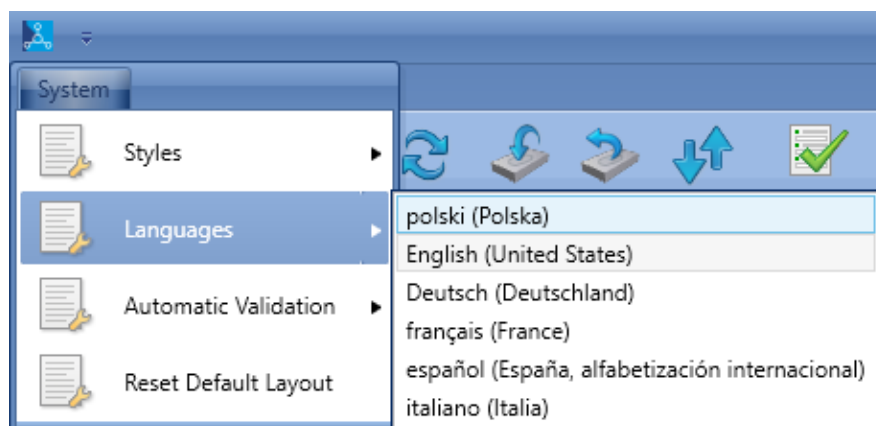 System
Styles
Languages
Automatic Validation
Reset Default Layout
polski (Polska)
English (United States)
Deutsch (Deutschland)
français (France)
español (España, alfabetización internacional)
italiano (Italia)